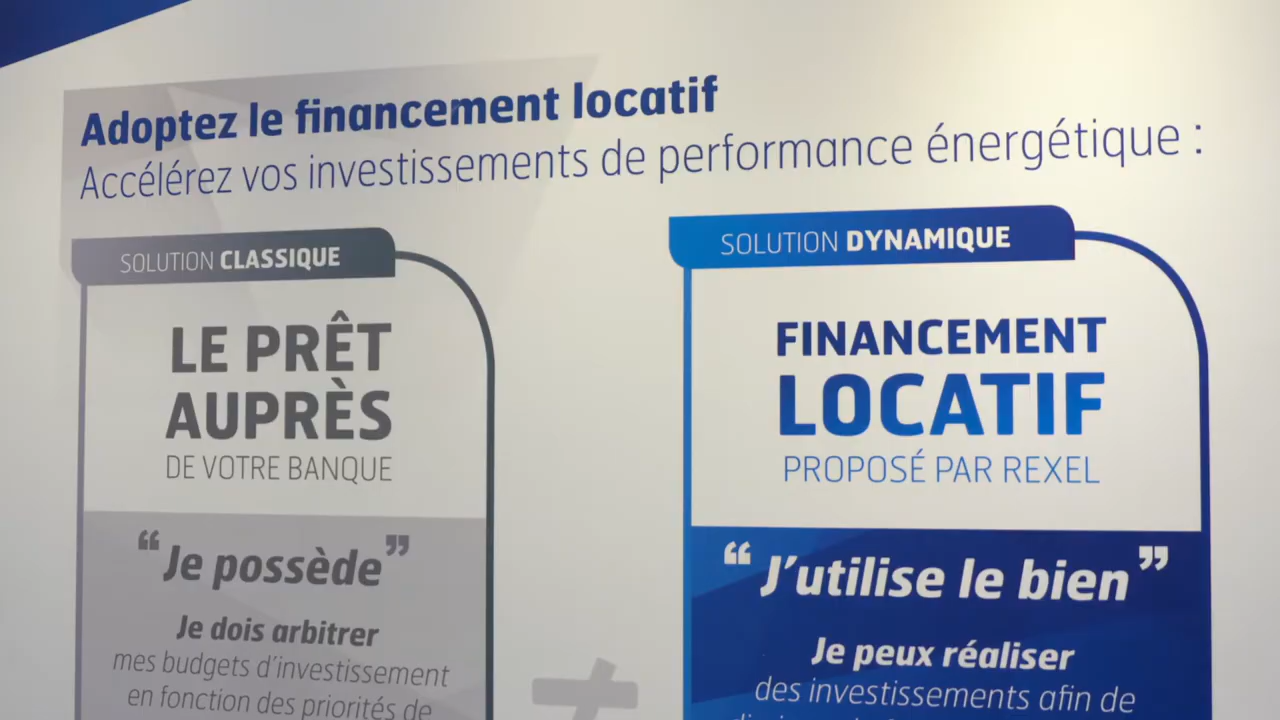 Adoptez le financement locatif
Accélérez vos investissements de performance énergétique :
SOLUTION CLASSIQUE
LE PRÊT
AUPRÈS
DE VOTRE BANQUE
“Je possède”
Je dois arbitrer
mes budgets d’investissement
en fonction des priorités de
≠
SOLUTION DYNAMIQUE
FINANCEMENT
LOCATIF
PROPOSÉ PAR REXEL
“J’utilise le bien”
Je peux réaliser
des investissements afin de